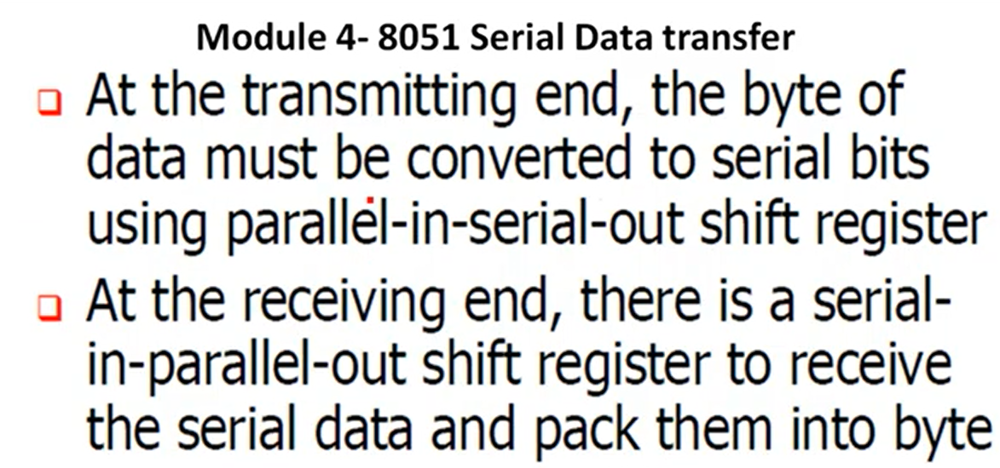 Module 4- 8051 Serial Data transfer
At the transmitting end, the byte of
data must be converted to serial bits
using parallel-in-serial-out shift register
At the receiving end, there is a serial-
in-parallel-out shift register to receive
the serial data and pack them into byte